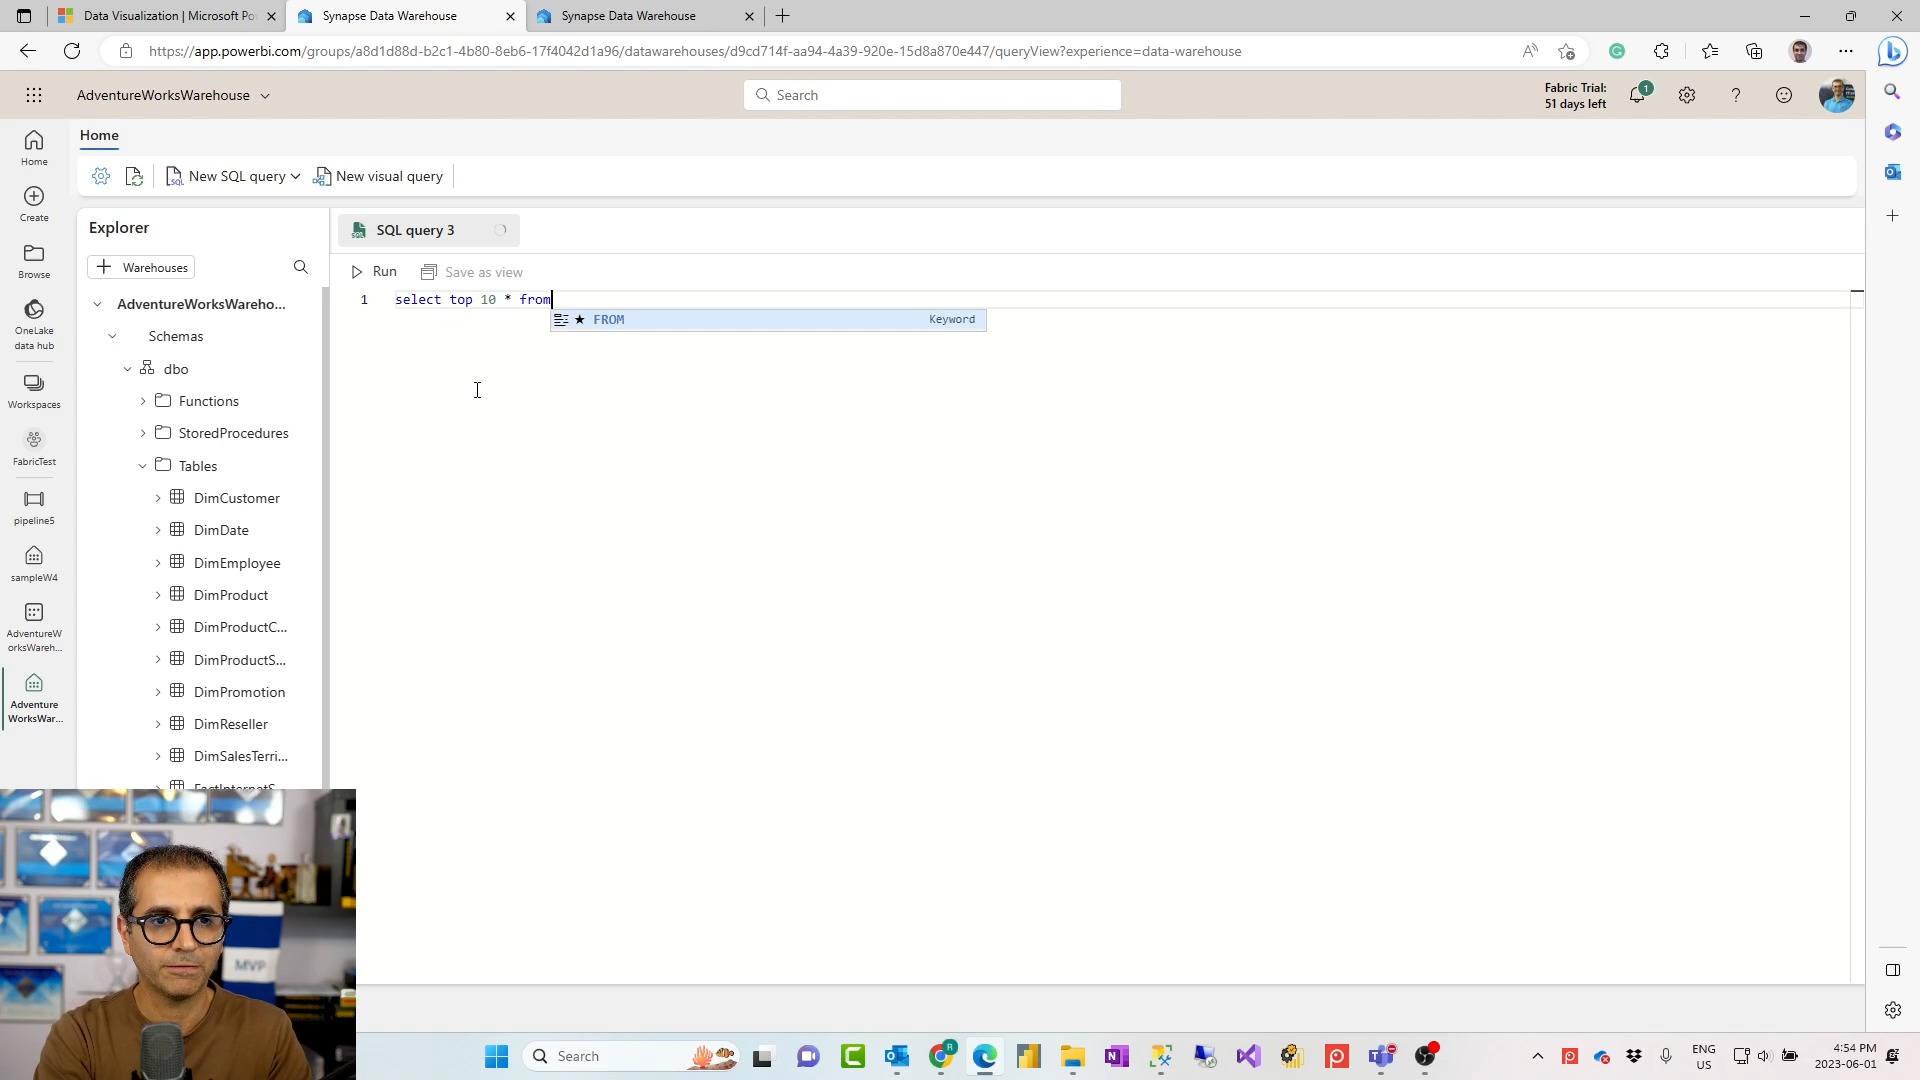 Data Visualization | Microsoft Po
Synapse Data Warehouse
Synapse Data Warehouse
https://app.powerbi.com/groups/a8d1d88d-b2c1-4b80-8eb6-17f4042d1a96/datawarehouses/d9cd714f-aa94-4a39-920e-15d8a870e447/queryView?experience=data-warehouse
AdventureWorksWarehouse
Search
Fabric Trial:
51 days left
1
Home
New SQL query
New visual query
Home
Create
Browse
OneLake
data hub
Workspaces
FabricTest
pipeline5
sampleW4
AdventureW
orksWareh...
Adventure
WorksWar...
Explorer
Warehouses
AdventureWorksWareho...
Schemas
dbo
Functions
StoredProcedures
Tables
DimCustomer
DimDate
DimEmployee
DimProduct
DimProductC...
DimProductS...
DimPromotion
DimReseller
DimSalesTerri...
FactInternetS...
SQL query 3
Run
Save as view
1 select top 10 * from
FROM Keyword
MVP
Search
ENG
US
4:54 PM
2023-06-01